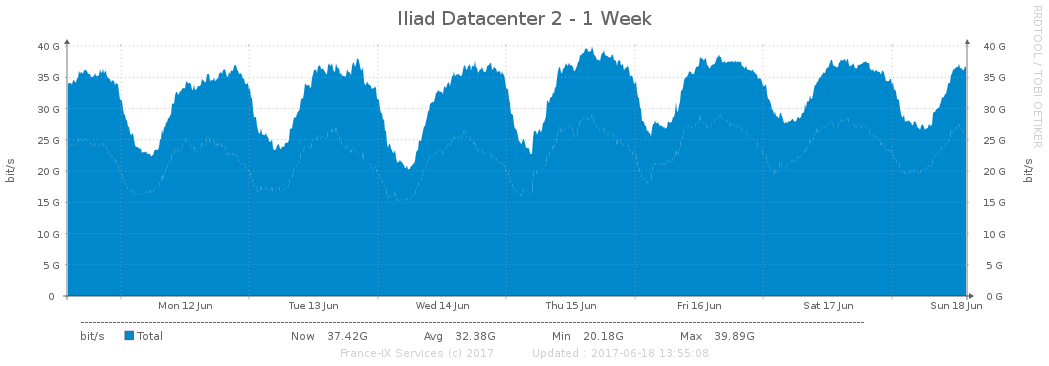 Iliad Datacenter 2 - 1 Week
RRDTOOL / TOBI OETIKER
40 G 40 G
35 G 35 G
30 G 30 G
25 G 25 G
20 G 20 G
15 G 15 G
10 G 10 G
5 G 5 G
0 0 G
bit/s bit/s
Mon 12 Jun Tue 13 Jun Wed 14 Jun Thu 15 Jun Fri 16 Jun Sat 17 Jun Sun 18 Jun
bit/s Total Now 37.42G Avg 32.38G Min 20.18G Max 39.89G
France-IX Services (c) 2017 Updated : 2017-06-18 13:55:08